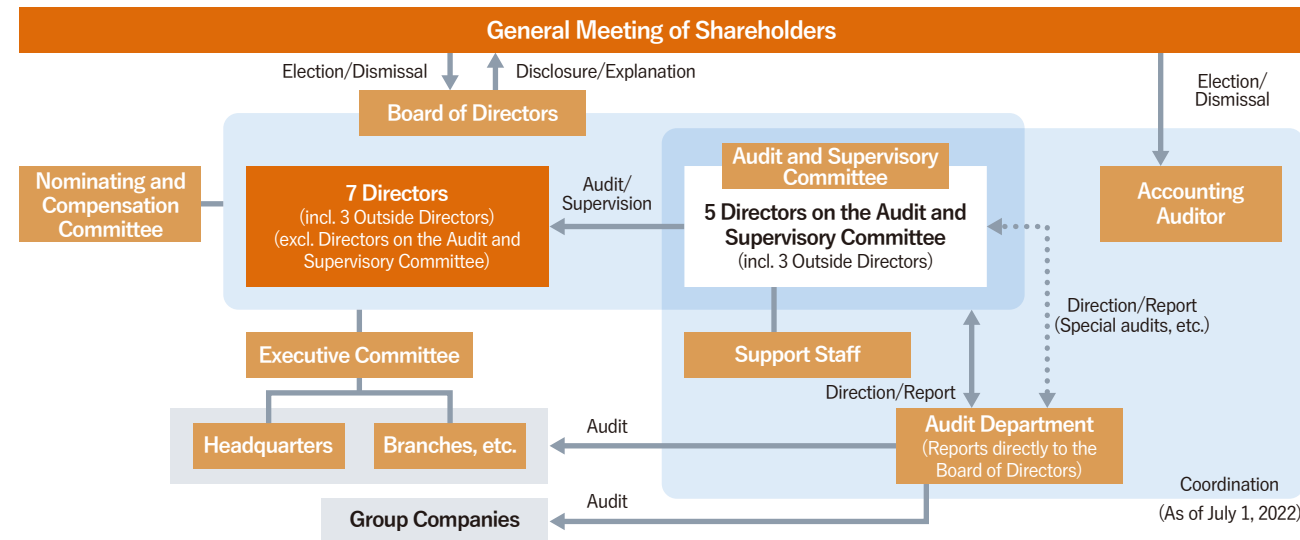 General Meeting of Shareholders
Election/Dismissal
Disclosure/Explanation
Election/
Dismissal
Board of Directors
Nominating and
Compensation
Committee
7 Directors
(incl. 3 Outside Directors)
(excl. Directors on the Audit and
Supervisory Committee)
Audit/
Supervision
Audit and Supervisory
Committee
5 Directors on the Audit and
Supervisory Committee
(incl. 3 Outside Directors)
Accounting
Auditor
Direction/Report
(Special audits, etc.)
Executive Committee
Support Staff
Direction/Report
Headquarters
Branches, etc.
Audit
Audit Department
(Reports directly to the
Board of Directors)
Coordination
Group Companies
Audit
(As of July 1, 2022)